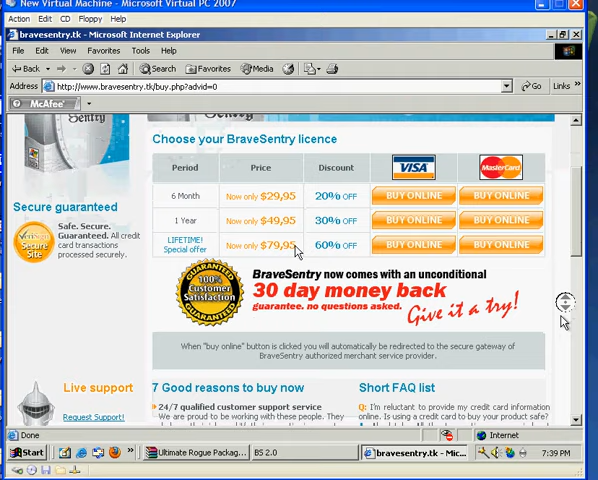 New Virtual Machine - Microsoft Virtual PC 2007
Action Edit CD Floppy Help
bravesentry.tk - Microsoft Internet Explorer
File Edit View Favorites Tools Help
Back Search Favorites Media
Address http://www.bravesentry.tk/buy.php?advid=0 Go Links »
McAfee
Sentry
Choose your BraveSentry licence
Period Price Discount VISA MasterCard
6 Month Now only $29,95 20% OFF BUY ONLINE BUY ONLINE
1 Year Now only $49,95 30% OFF BUY ONLINE BUY ONLINE
LIFETIME!
Special offer Now only $79,95 60% OFF BUY ONLINE BUY ONLINE
Secure guaranteed
Secure
Site
Safe. Secure.
Guaranteed. All credit
card transactions
processed securely.
GUARANTEED
100%
Customer
Satisfaction
GUARANTEED
BraveSentry now comes with an unconditional
30 day money back
guarantee. no questions asked.
Give it a try!
When "buy online" button is clicked you will automatically be redirected to the secure gateway of
BraveSentry authorized merchant service provider.
Live support
Request Support!
7 Good reasons to buy now
24/7 qualified customer support service
We are proud to be working with these people. They
Short FAQ list
Q: I'm reluctant to provide my credit card information
online. Is using a credit card to buy your product safe?
Done Internet
Start » Ultimate Rogue Packag... BS 2.0 bravesentry.tk - Mic... 7:39 PM